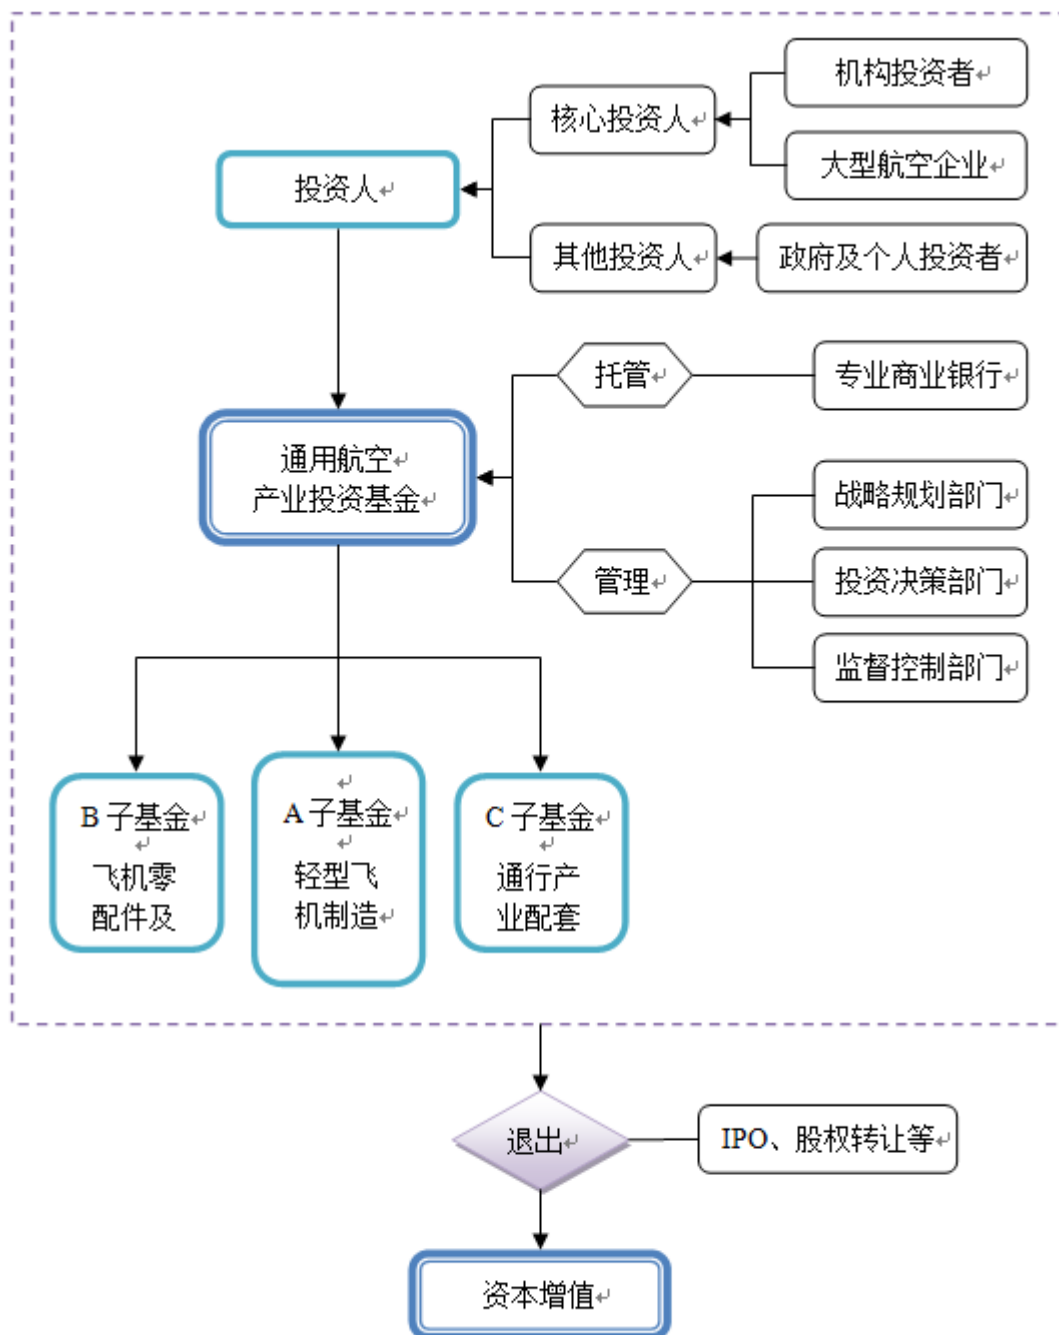 机构投资者
核心投资人
大型航空企业
投资人
其他投资人
政府及个人投资者
托管
专业商业银行
通用航空
产业投资基金
战略规划部门
管理
投资决策部门
监督控制部门
B 子基金
飞机零
配件及
A 子基金
轻型飞
机制造
C 子基金
通行产
业配套
退出
IPO、股权转让等
资本增值